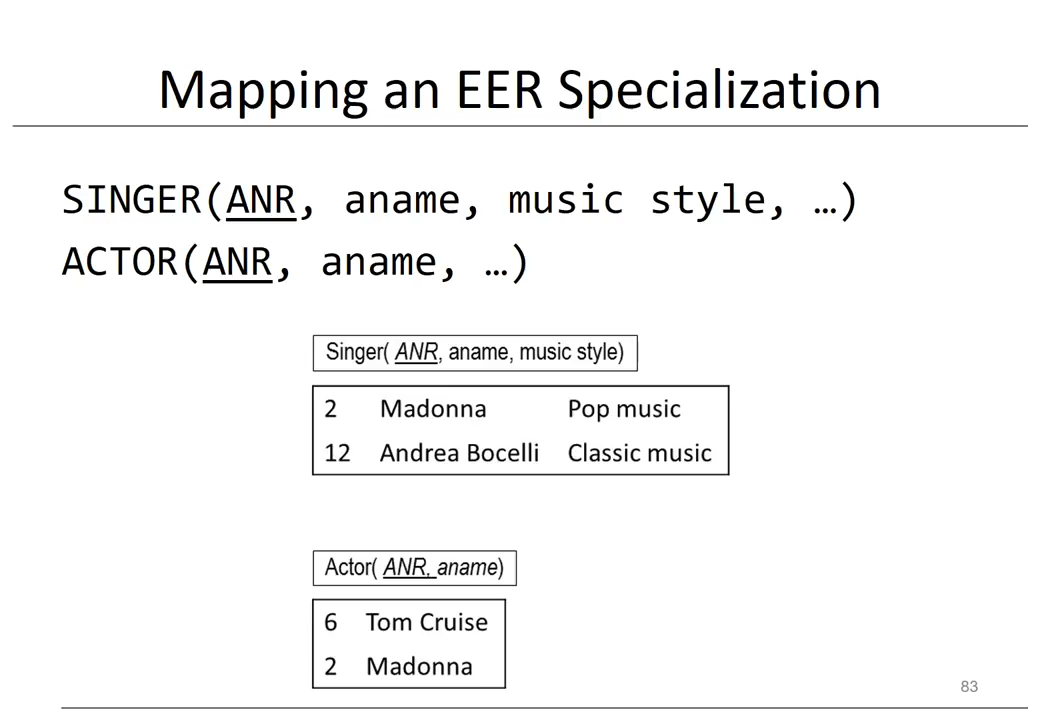 Mapping an EER Specialization
SINGER(ANR, aname, music style, …)
ACTOR(ANR, aname, …)
Singer( ANR, aname, music style)
2 Madonna Pop music
12 Andrea Bocelli Classic music
Actor( ANR, aname)
6 Tom Cruise
2 Madonna
83